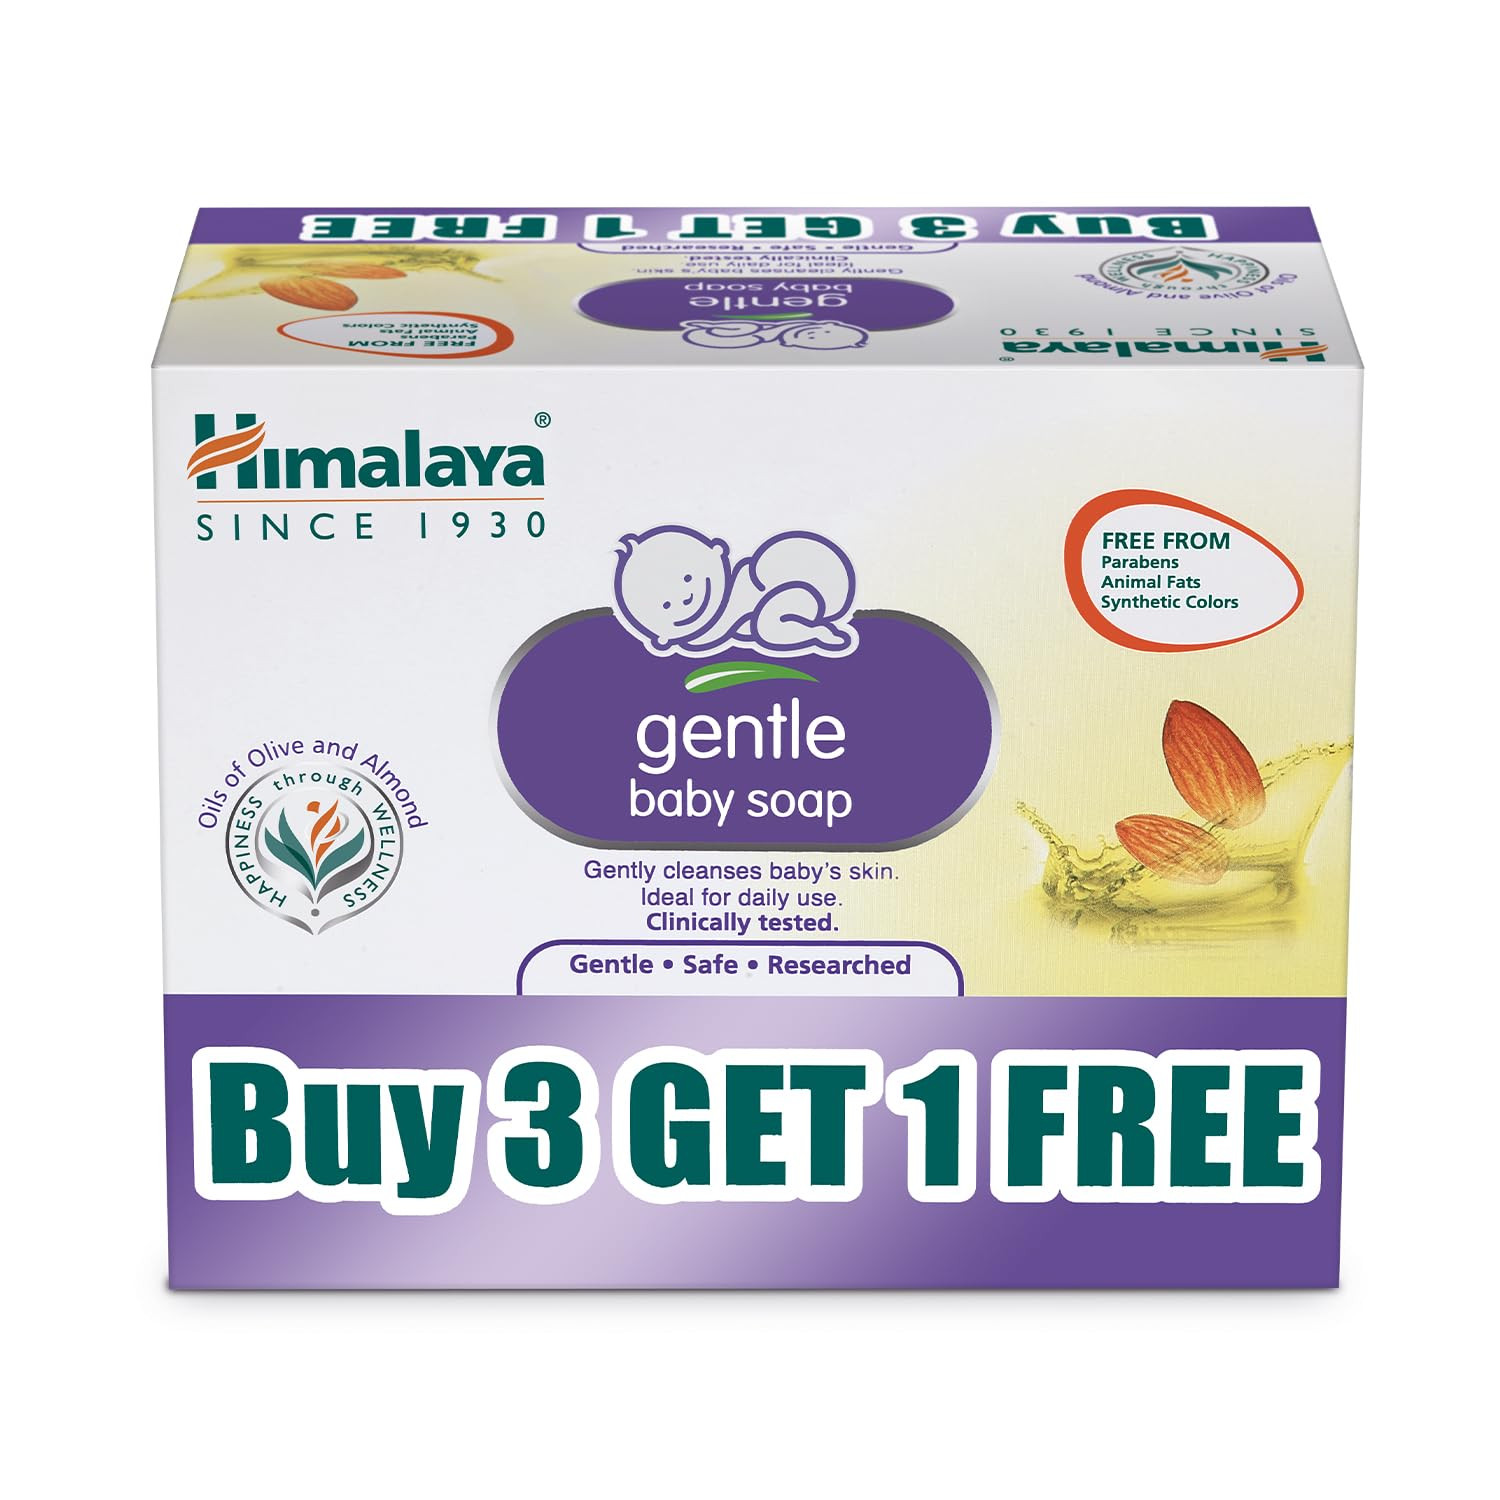 Buy 3 GET 1 FREE
Gentle • Safe • Researched
Clinically tested.
Ideal for daily use.
Gently cleanses baby's skin.
gentle
baby soap
Oils of Olive and Almond
HAPPINESS through WELLNESS
FREE FROM
Parabens
Animal Fats
Synthetic Colors
Himalaya®
SINCE 1930
Himalaya®
SINCE 1930
FREE FROM
Parabens
Animal Fats
Synthetic Colors
gentle
baby soap
Oils of Olive and Almond
HAPPINESS through WELLNESS
Gently cleanses baby's skin.
Ideal for daily use.
Clinically tested.
Gentle • Safe • Researched
Buy 3 GET 1 FREE